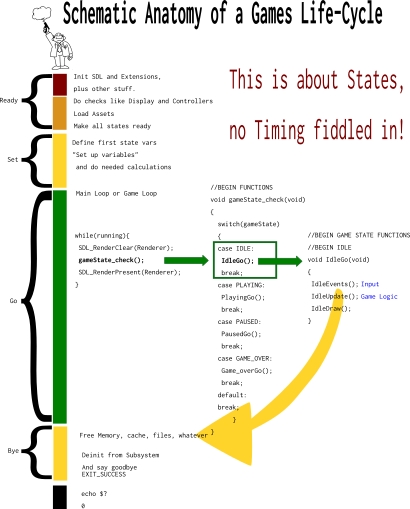 Schematic Anatomy of a Games Life-Cycle
This is about States,
no Timing fiddled in!
Ready
Init SDL and Extensions,
plus other stuff.
Do checks like Display and Controllers
Load Assets
Make all states ready
Set
Define first state vars
"Set up variables"
and do needed calculations
Go
Main Loop or Game Loop
while(running){
SDL_RenderClear(Renderer);
gameState_check();
SDL_RenderPresent(Renderer);
}
//BEGIN FUNCTIONS
void gameState_check(void)
{
switch(gameState)
{
case IDLE:
IdleGo();
break;
case PLAYING:
PlayingGo();
break;
case PAUSED:
PausedGo();
break;
case GAME_OVER:
Game_overGo();
break;
default:
break;
}
}
//BEGIN GAME STATE FUNCTIONS
//BEGIN IDLE
void IdleGo(void)
{
IdleEvents(); Input
IdleUpdate(); Game Logic
IdleDraw();
}
Bye
Free Memory, cache, files, whatever
Deinit from Subsystem
And say goodbye
EXIT_SUCCESS
echo $?
0